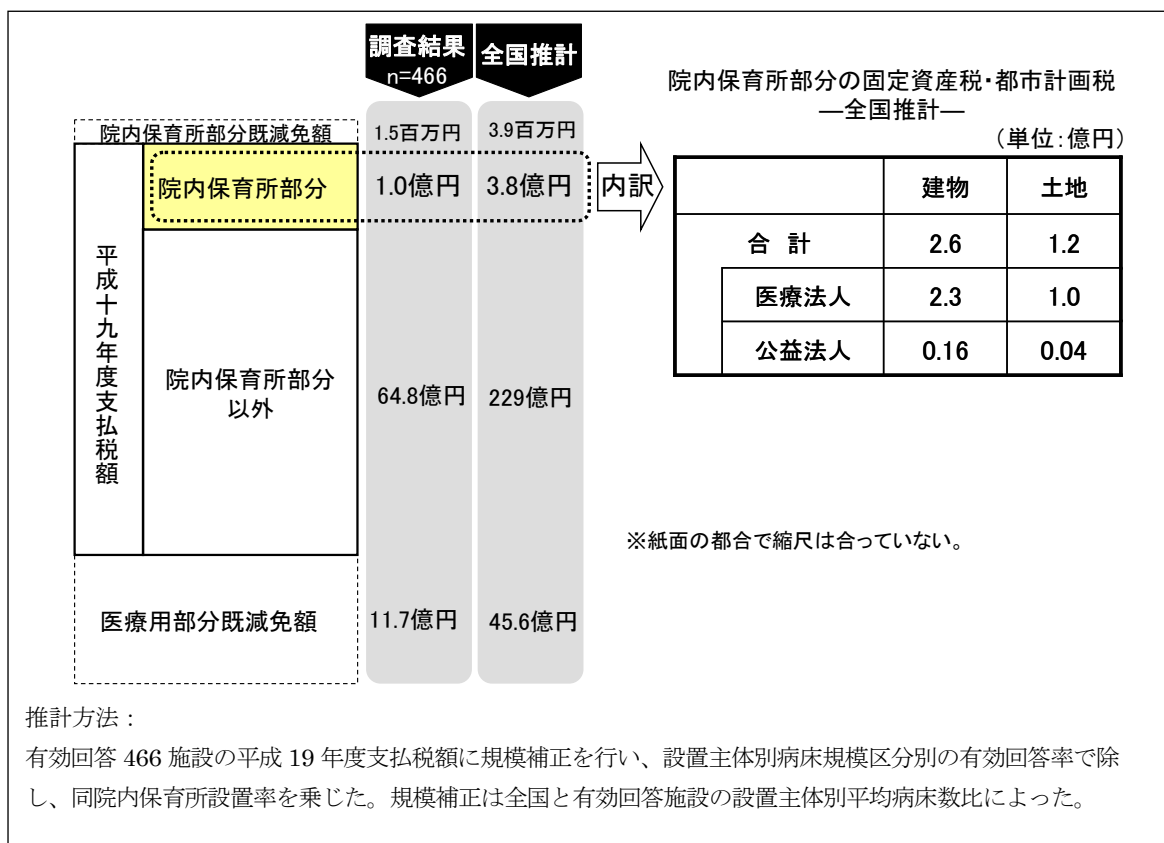 調査結果
n=466
全国推計
院内保育所部分既減免額
1.5百万円
3.9百万円
院内保育所部分
1.0億円
3.8億円
内訳
平成十九年度支払税額
院内保育所部分
以外
64.8億円
229億円
医療用部分既減免額
11.7億円
45.6億円
院内保育所部分の固定資産税・都市計画税
―全国推計―
(単位:億円)
建物
土地
合 計
2.6
1.2
医療法人
2.3
1.0
公益法人
0.16
0.04
※紙面の都合で縮尺は合っていない。
推計方法:
有効回答 466 施設の平成 19 年度支払税額に規模補正を行い、設置主体別病床規模区分別の有効回答率で除
し、同院内保育所設置率を乗じた。規模補正は全国と有効回答施設の設置主体別平均病床数比によった。